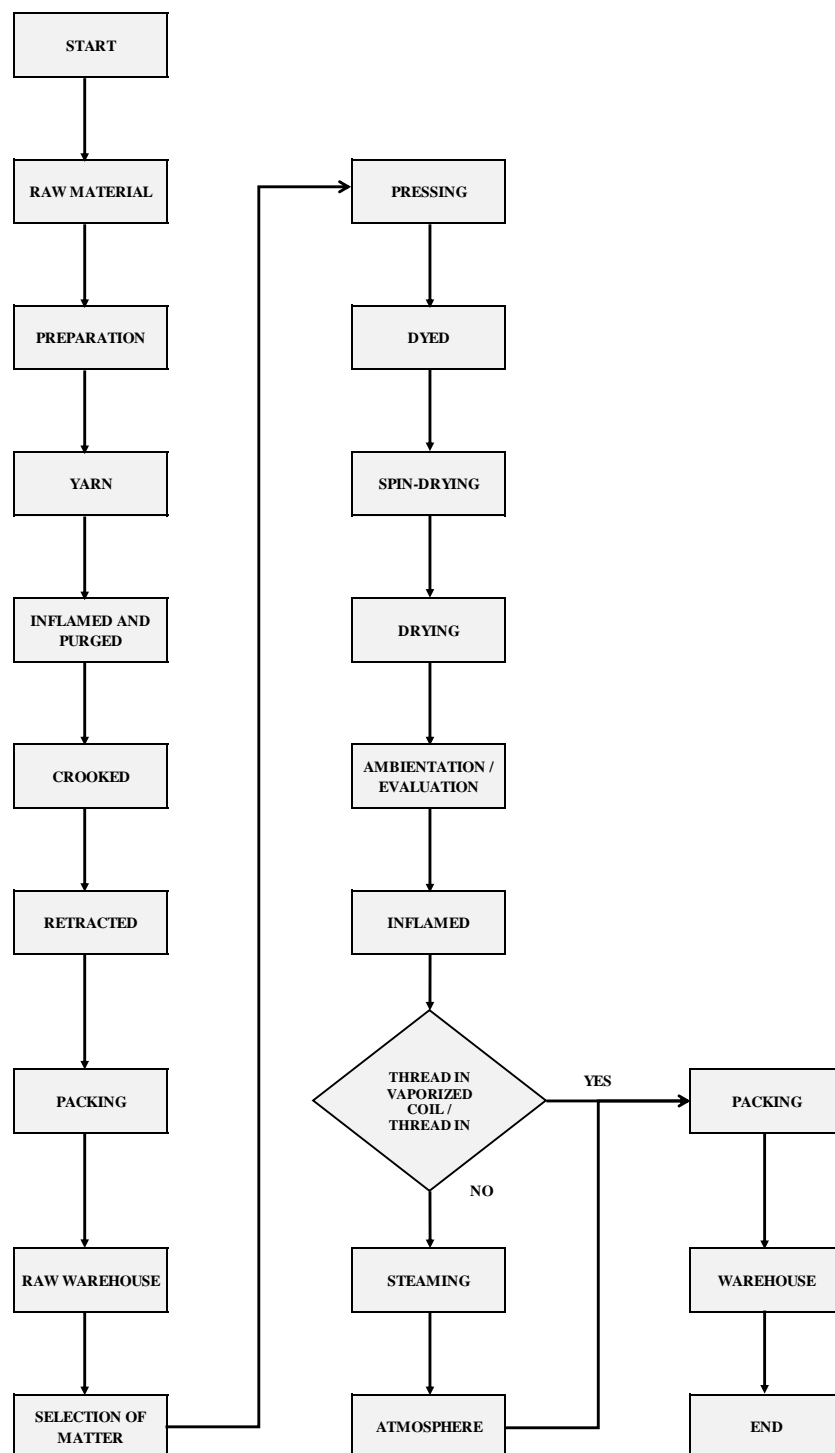 START
RAW MATERIAL
PREPARATION
YARN
INFLAMED AND
PURGED
CROOKED
RETRACTED
PACKING
RAW WAREHOUSE
SELECTION OF
MATTER
PRESSING
DYED
SPIN-DRYING
DRYING
AMBIENTATION /
EVALUATION
INFLAMED
THREAD IN
VAPORIZED
COIL /
THREAD IN
YES
NO
STEAMING
ATMOSPHERE
PACKING
WAREHOUSE
END